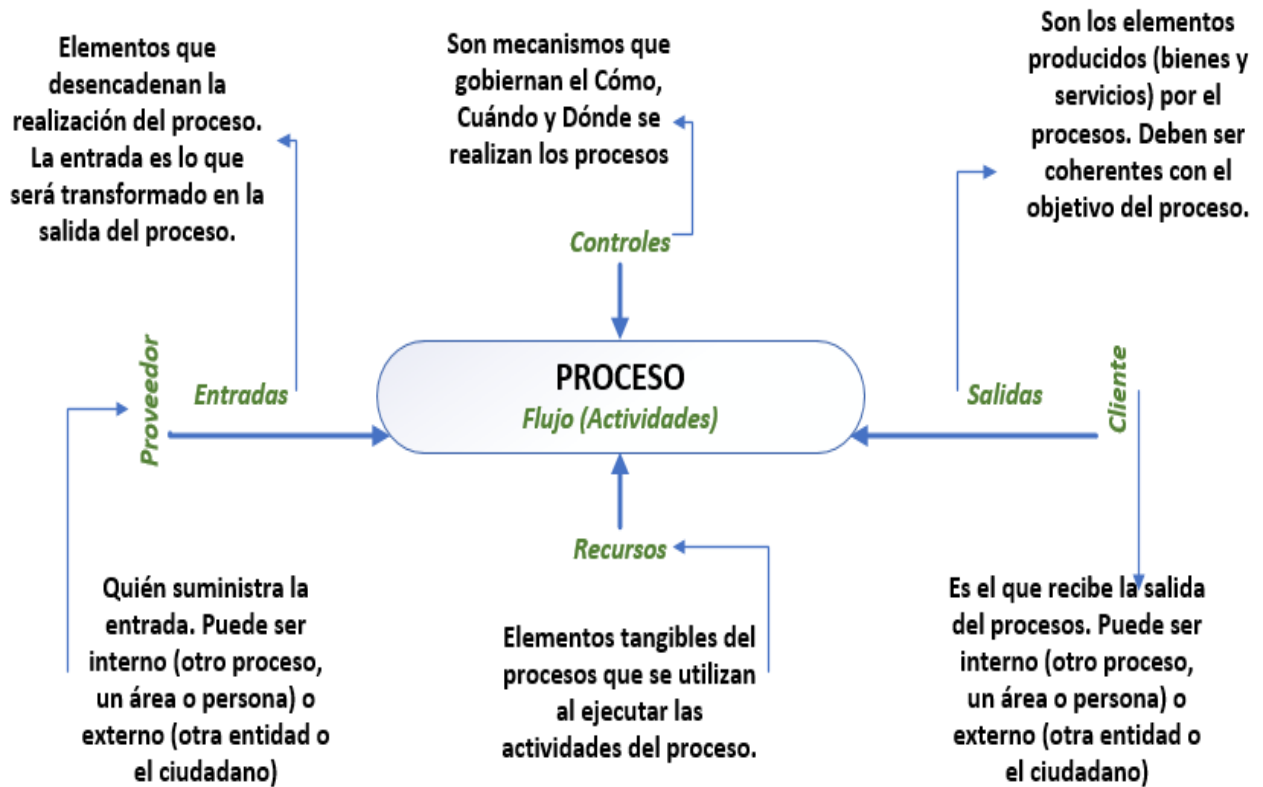 Elementos que
desencadenan la
realización del proceso.
La entrada es lo que
será transformado en la
salida del proceso.
Son mecanismos que
gobiernan el Cómo,
Cuándo y Dónde se
realizan los procesos
Son los elementos
producidos (bienes y
servicios) por el
procesos. Deben ser
coherentes con el
objetivo del proceso.
Controles
Proveedor
Entradas
PROCESO
Flujo (Actividades)
Salidas
Cliente
Recursos
Quién suministra la
entrada. Puede ser
interno (otro proceso,
un área o persona) o
externo (otra entidad o
el ciudadano)
Elementos tangibles del
procesos que se utilizan
al ejecutar las
actividades del proceso.
Es el que recibe la salida
del procesos. Puede ser
interno (otro proceso,
un área o persona) o
externo (otra entidad o
el ciudadano)